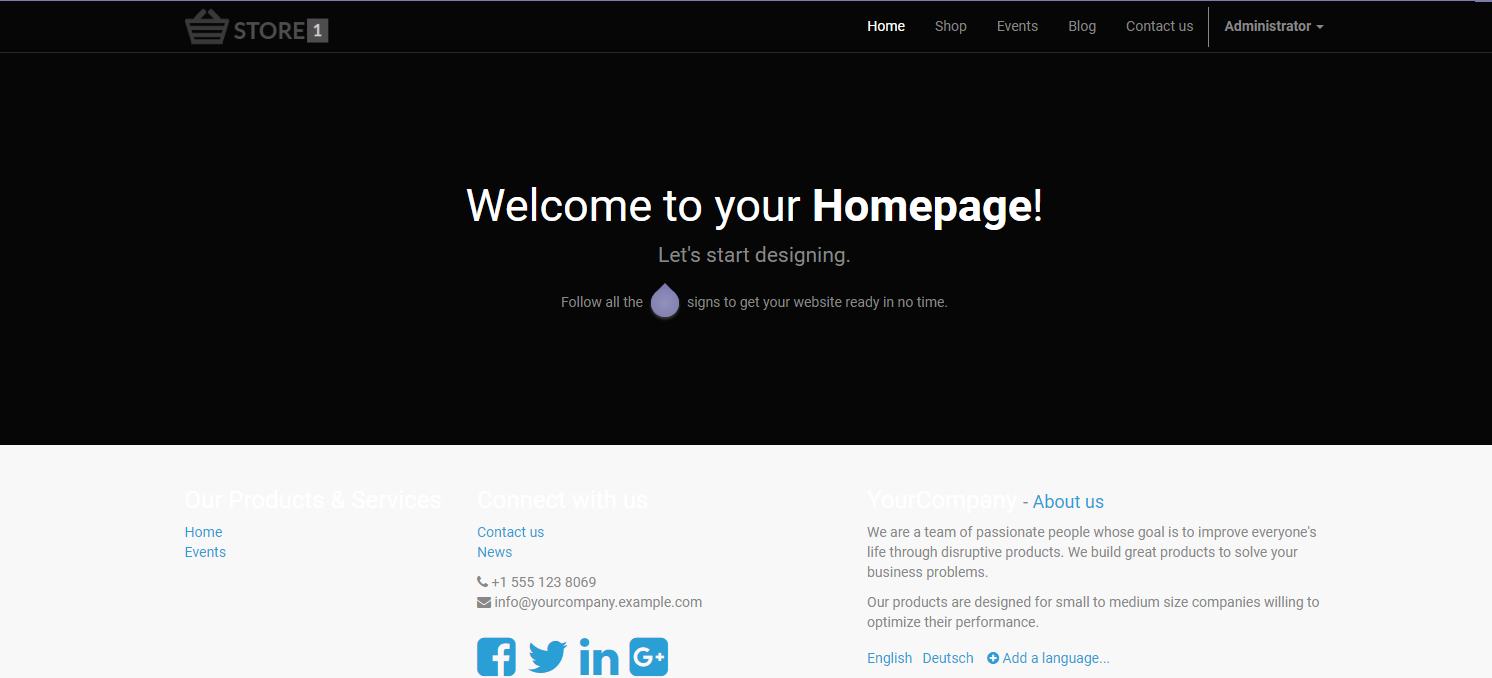 STORE 1
Home Shop Events Blog Contact us Administrator
Welcome to your Homepage!
Let's start designing.
Follow all the signs to get your website ready in no time.
Our Products & Services
Home
Events
Connect with us
Contact us
News
+1 555 123 8069
info@yourcompany.example.com
YourCompany - About us
We are a team of passionate people whose goal is to improve everyone's
life through disruptive products. We build great products to solve your
business problems.
Our products are designed for small to medium size companies willing to
optimize their performance.
English Deutsch Add a language...